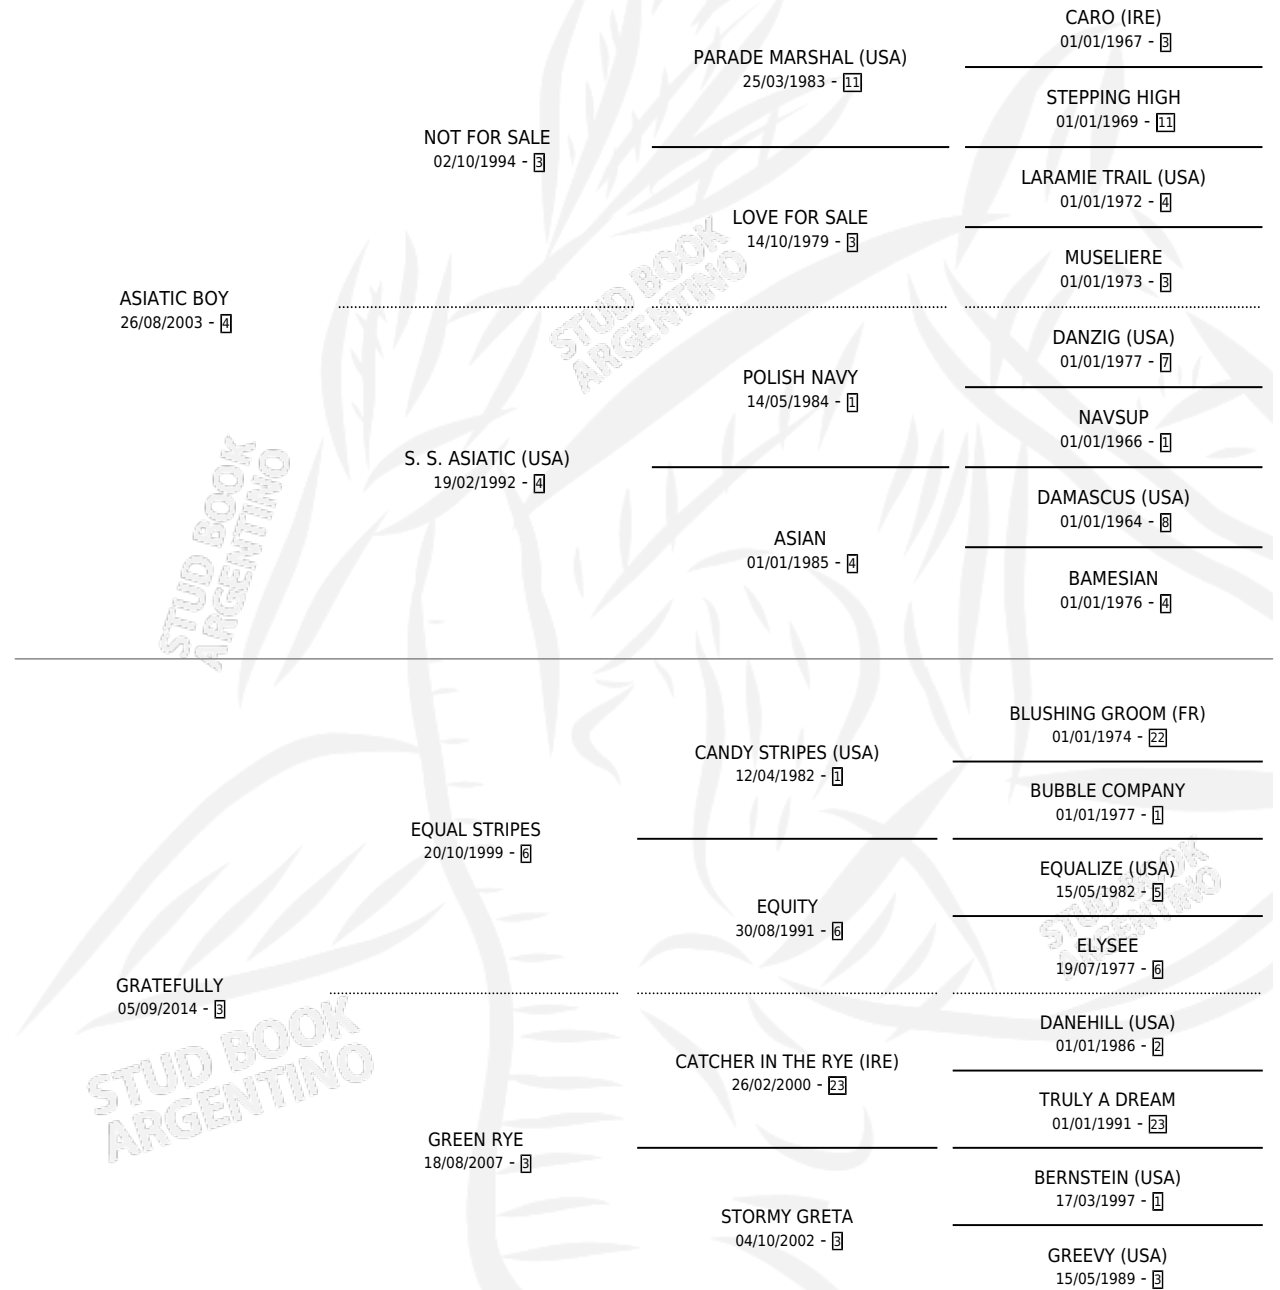 CARO (IRE)
01/01/1967 - 3
PARADE MARSHAL (USA)
25/03/1983 - 11
STEPPING HIGH
01/01/1969 - 11
NOT FOR SALE
02/10/1994 - 3
LARAMIE TRAIL (USA)
01/01/1972 - 4
LOVE FOR SALE
14/10/1979 - 3
MUSELIERE
01/01/1973 - 3
ASIATIC BOY
26/08/2003 - 4
STUD BOOK
ARGENTINO
DANZIG (USA)
01/01/1977 - 7
POLISH NAVY
14/05/1984 - 1
NAVSUP
01/01/1966 - 1
S. S. ASIATIC (USA)
19/02/1992 - 4
DAMASCUS (USA)
01/01/1964 - 8
ASIAN
01/01/1985 - 4
BAMESIAN
01/01/1976 - 4
STUD BOOK
ARGENTINO
BLUSHING GROOM (FR)
01/01/1974 - 22
CANDY STRIPES (USA)
12/04/1982 - 1
BUBBLE COMPANY
01/01/1977 - 1
EQUAL STRIPES
20/10/1999 - 6
EQUALIZE (USA)
15/05/1982 - 5
EQUITY
30/08/1991 - 6
ELYSEE
19/07/1977 - 6
STUD BOOK
ARGENTINO
GRATEFULLY
05/09/2014 - 3
DANEHILL (USA)
01/01/1986 - 2
CATCHER IN THE RYE (IRE)
26/02/2000 - 23
TRULY A DREAM
01/01/1991 - 23
STUD BOOK
ARGENTINO
GREEN RYE
18/08/2007 - 3
BERNSTEIN (USA)
17/03/1997 - 1
STORMY GRETA
04/10/2002 - 3
GREEVY (USA)
15/05/1989 - 3